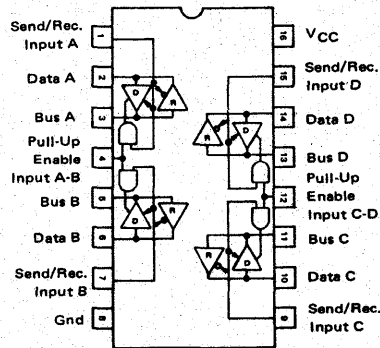 Send/Rec.
Input A
1
Data A
2
Bus A
3
Pull-Up
Enable
4
Input A-B
Bus B
5
Data B
6
Send/Rec.
7
Input B
Gnd
8
16
VCC
15
Send/Rec.
Input D
14
Data D
13
Bus D
Pull-Up
12
Enable
Input C-D
11
Bus C
10
Data C
9
Send/Rec.
Input C
D
R
R
D
D
R
R
D